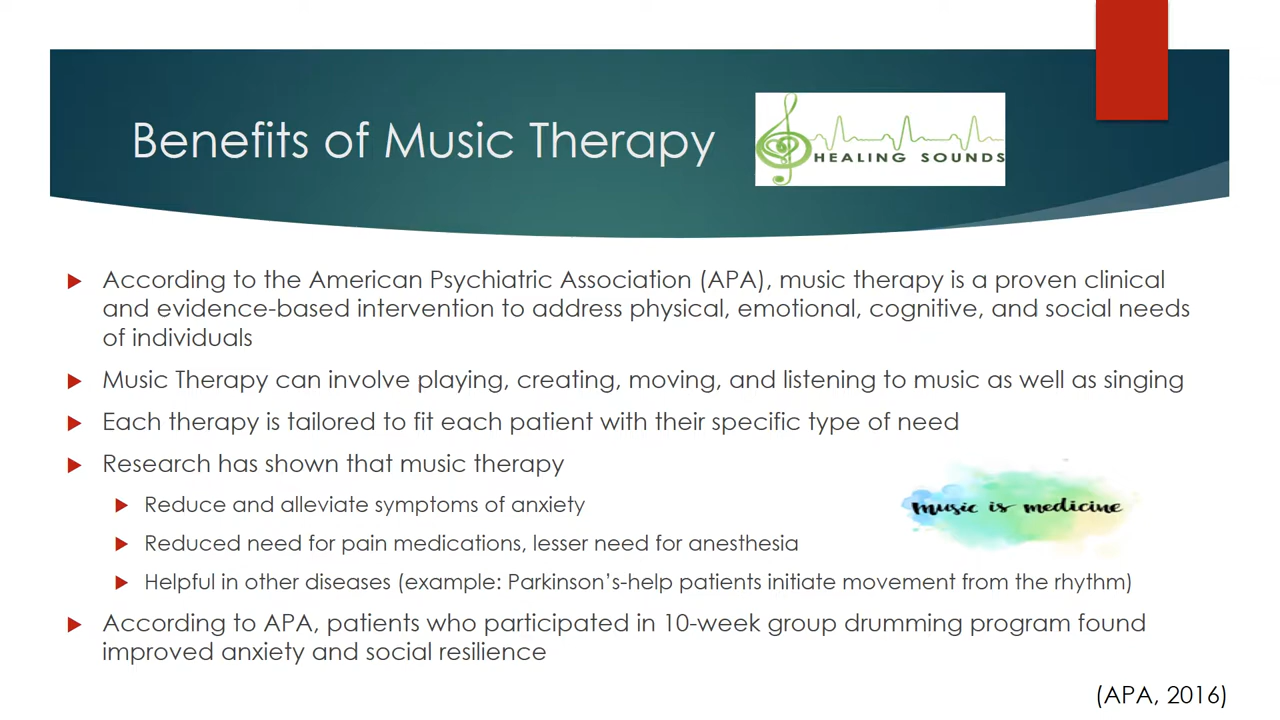 Benefits of Music Therapy
HEALING SOUNDS
According to the American Psychiatric Association (APA), music therapy is a proven clinical
and evidence-based intervention to address physical, emotional, cognitive, and social needs
of individuals
Music Therapy can involve playing, creating, moving, and listening to music as well as singing
Each therapy is tailored to fit each patient with their specific type of need
Research has shown that music therapy
Reduce and alleviate symptoms of anxiety
music is medicine
Reduced need for pain medications, lesser need for anesthesia
Helpful in other diseases (example: Parkinson’s-help patients initiate movement from the rhythm)
According to APA, patients who participated in 10-week group drumming program found
improved anxiety and social resilience
(APA, 2016)